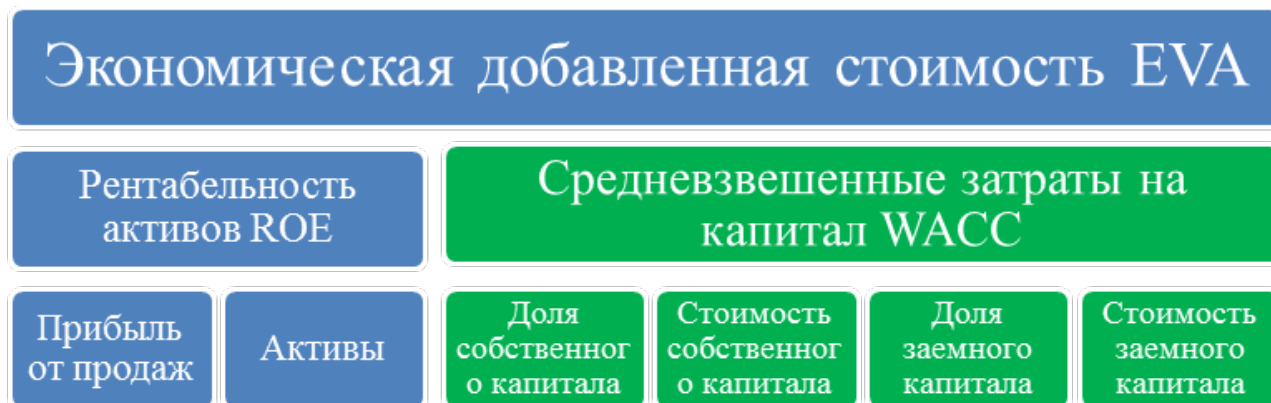 Экономическая добавленная стоимость EVA
Рентабельность
активов ROE
Средневзвешенные затраты на
капитал WACC
Прибыль
от продаж
Активы
Доля
собственног
о капитала
Стоимость
собственног
о капитала
Доля
заемного
капитала
Стоимость
заемного
капитала